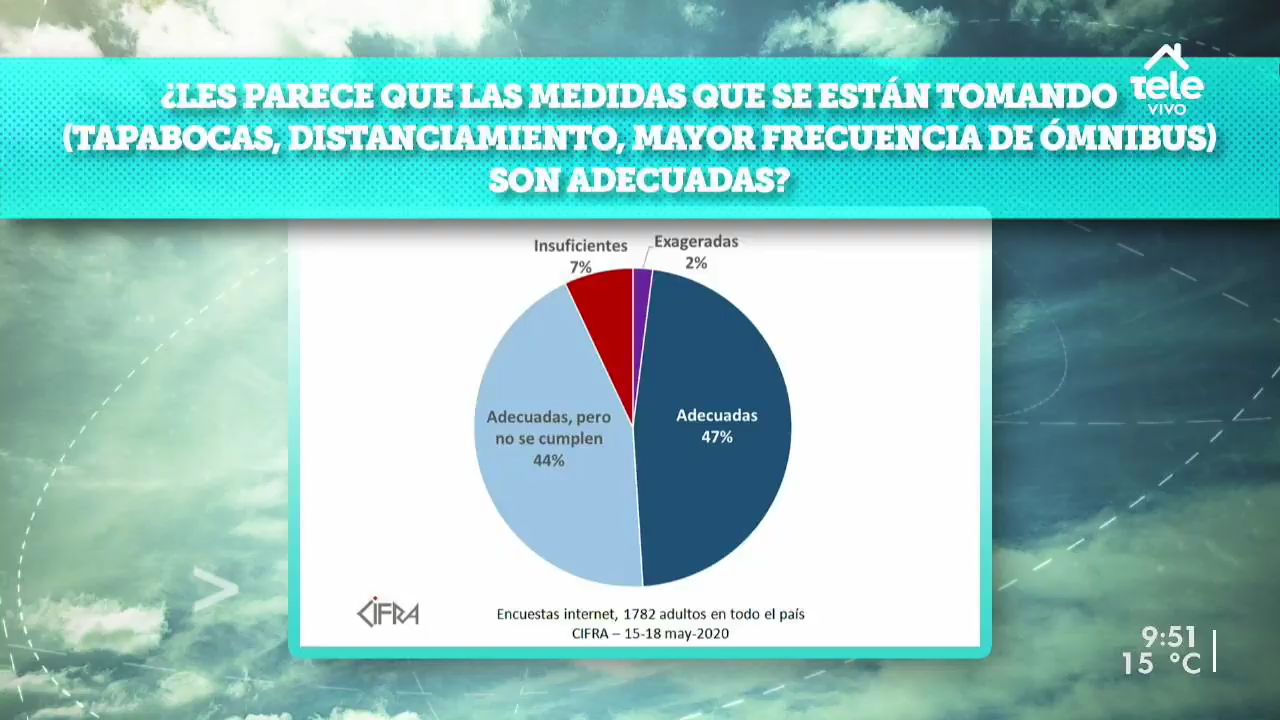 ¿LES PARECE QUE LAS MEDIDAS QUE SE ESTÁN TOMANDO
(TAPABOCAS, DISTANCIAMIENTO, MAYOR FRECUENCIA DE ÓMNIBUS)
SON ADECUADAS?
tele
VIVO
Insuficientes
7%
Exageradas
2%
Adecuadas, pero
no se cumplen
44%
Adecuadas
47%
CIFRA
Encuestas internet, 1782 adultos en todo el país
CIFRA – 15-18 may-2020
9:51
15 °C